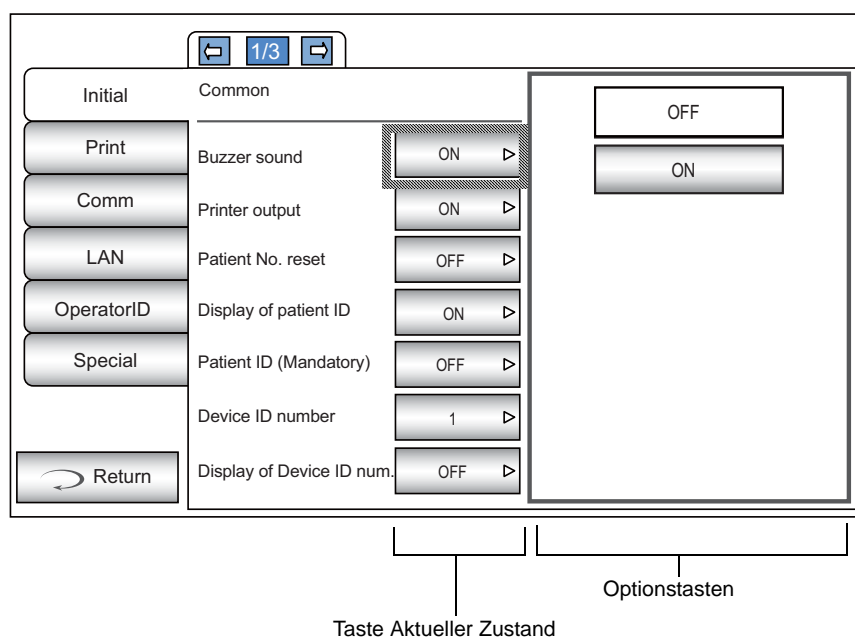 1/3
Initial
Print
Comm
LAN
OperatorID
Special
Return
Common
Buzzer sound ON
Printer output ON
Patient No. reset OFF
Display of patient ID ON
Patient ID (Mandatory) OFF
Device ID number 1
Display of Device ID num. OFF
OFF
ON
Optionstasten
Taste Aktueller Zustand